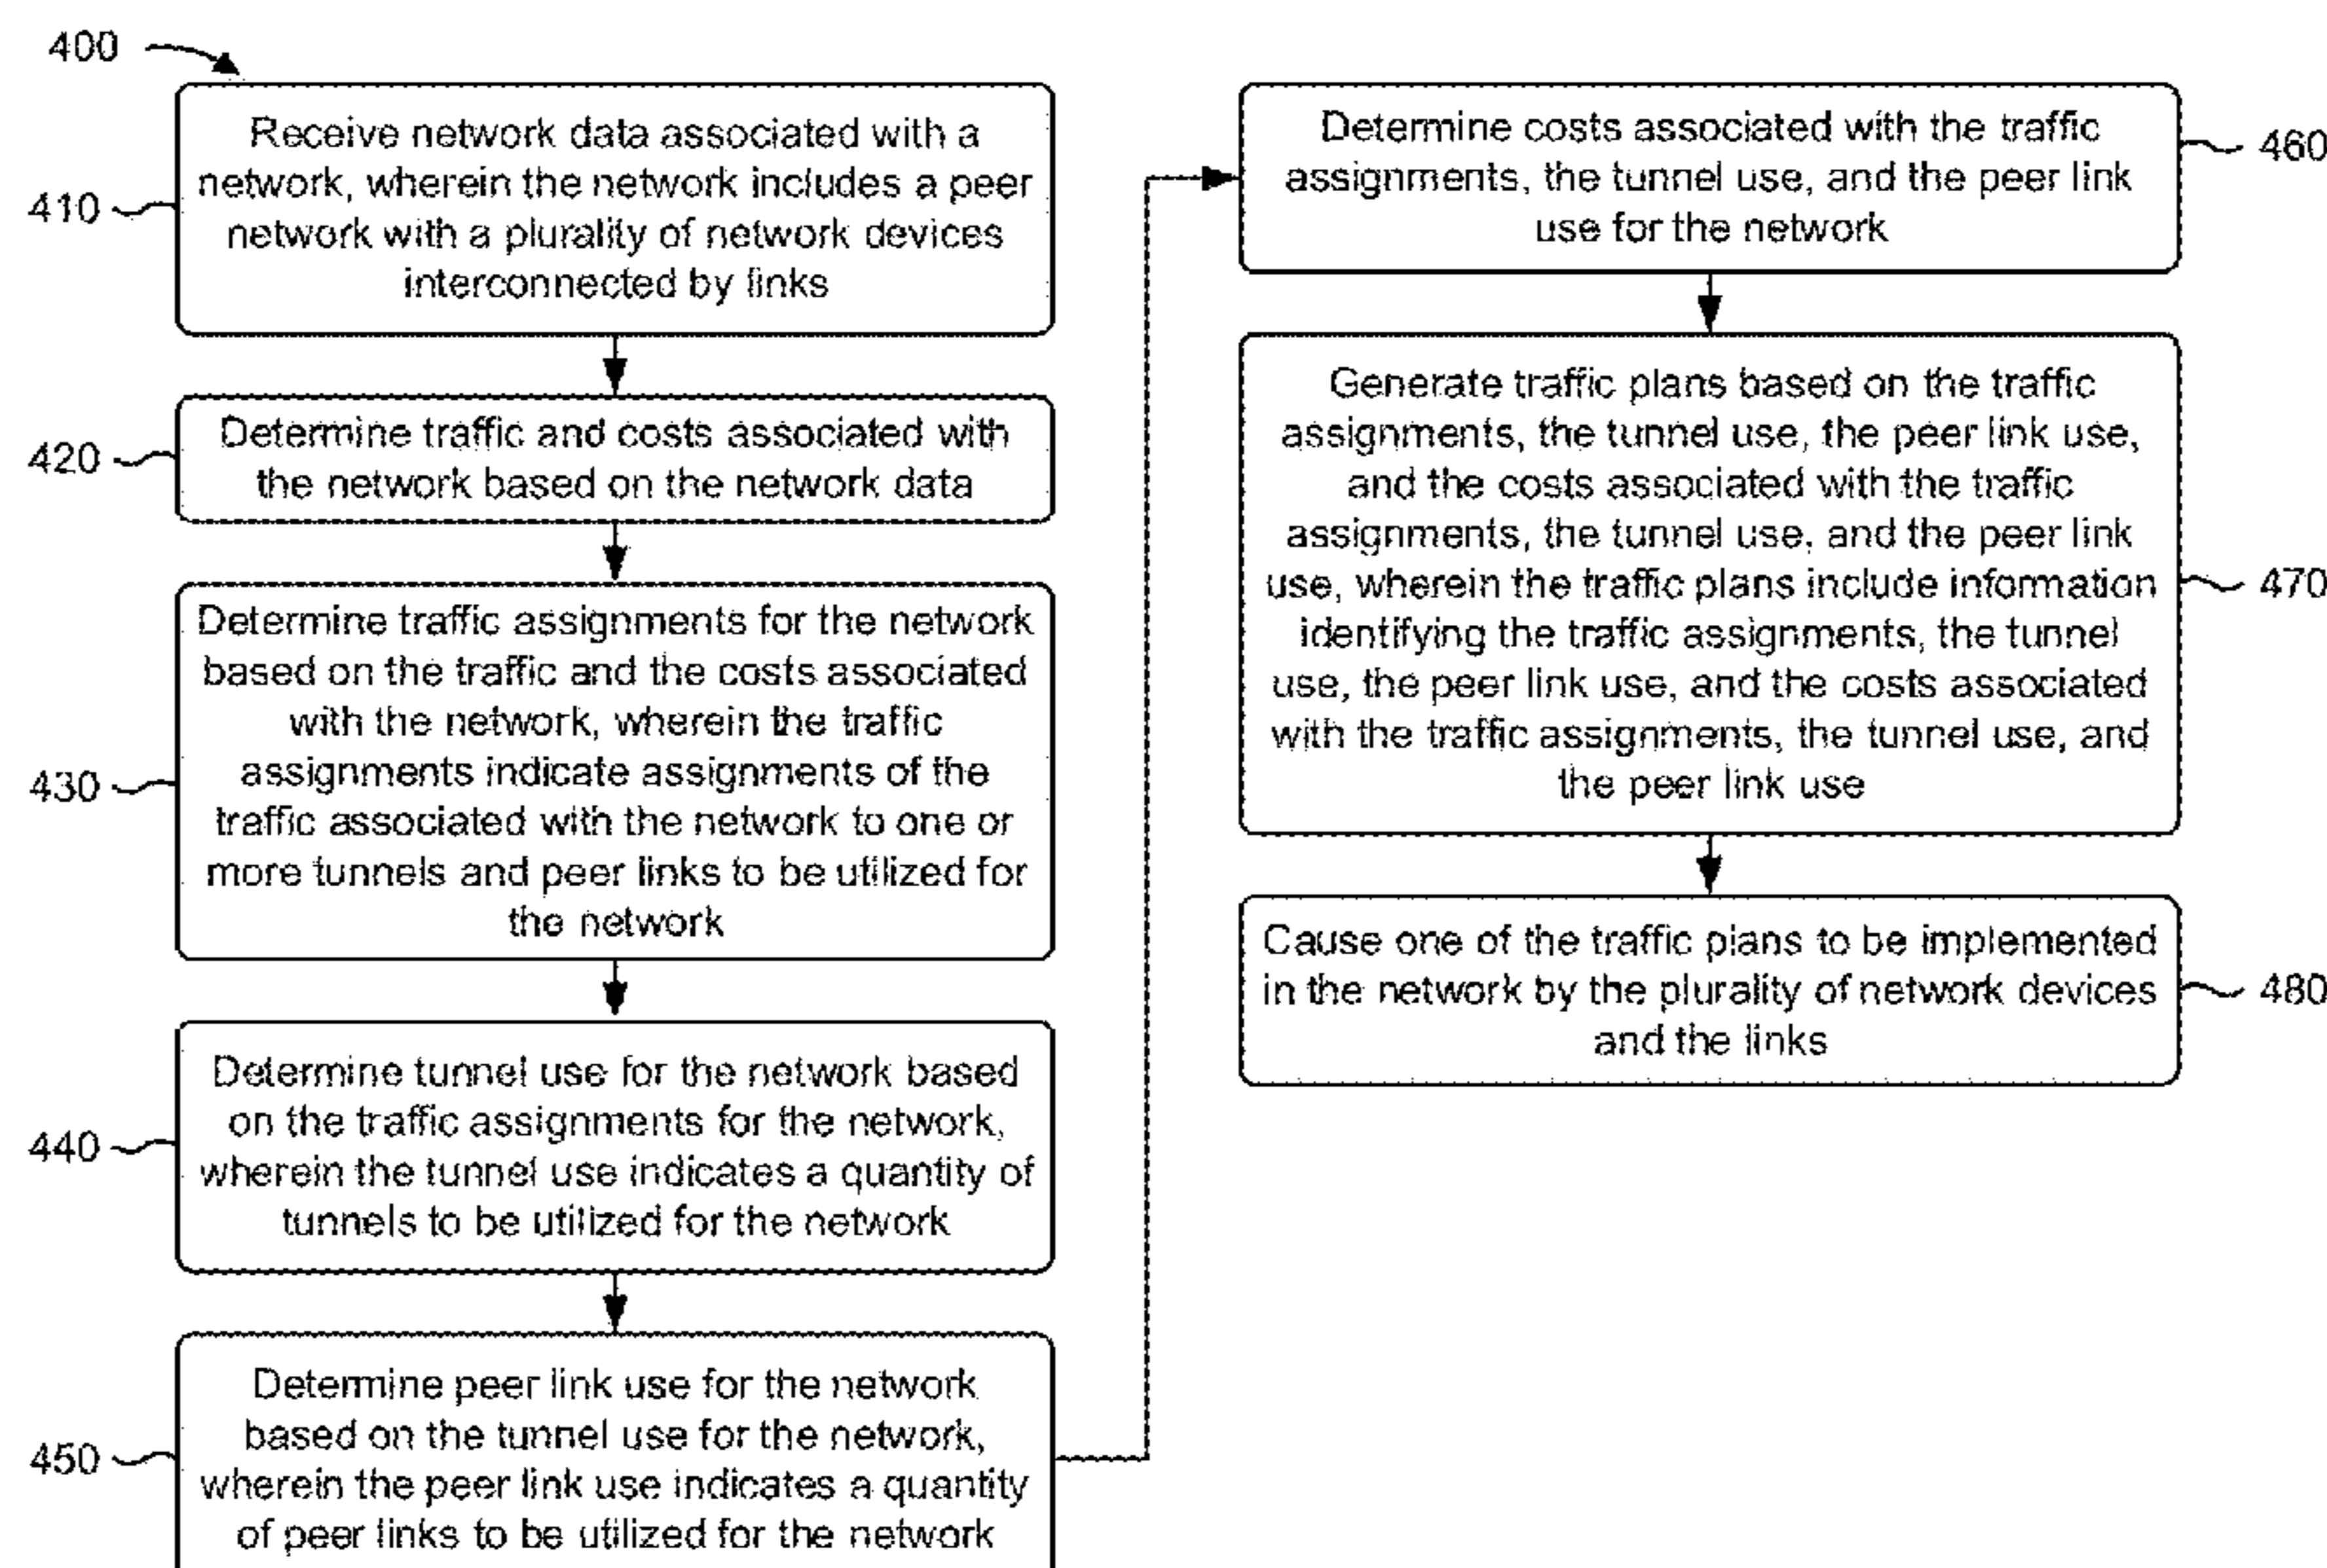 400
Receive network data associated with a
network, wherein the network includes a peer
network with a plurality of network devices
interconnected by links
410
Determine traffic and costs associated with
the network based on the network data
420
Determine traffic assignments for the network
based on the traffic and the costs associated
with the network, wherein the traffic
assignments indicate assignments of the
traffic associated with the network to one or
more tunnels and peer links to be utilized for
the network
430
Determine tunnel use for the network based
on the traffic assignments for the network,
wherein the tunnel use indicates a quantity of
tunnels to be utilized for the network
440
Determine peer link use for the network
based on the tunnel use for the network,
wherein the peer link use indicates a quantity
of peer links to be utilized for the network
450
Determine costs associated with the traffic
assignments, the tunnel use, and the peer link
use for the network
460
Generate traffic plans based on the traffic
assignments, the tunnel use, the peer link use,
and the costs associated with the traffic
assignments, the tunnel use, and the peer link
use, wherein the traffic plans include information
identifying the traffic assignments, the tunnel
use, the peer link use, and the costs associated
with the traffic assignments, the tunnel use, and
the peer link use
470
Cause one of the traffic plans to be implemented
in the network by the plurality of network devices
and the links
480